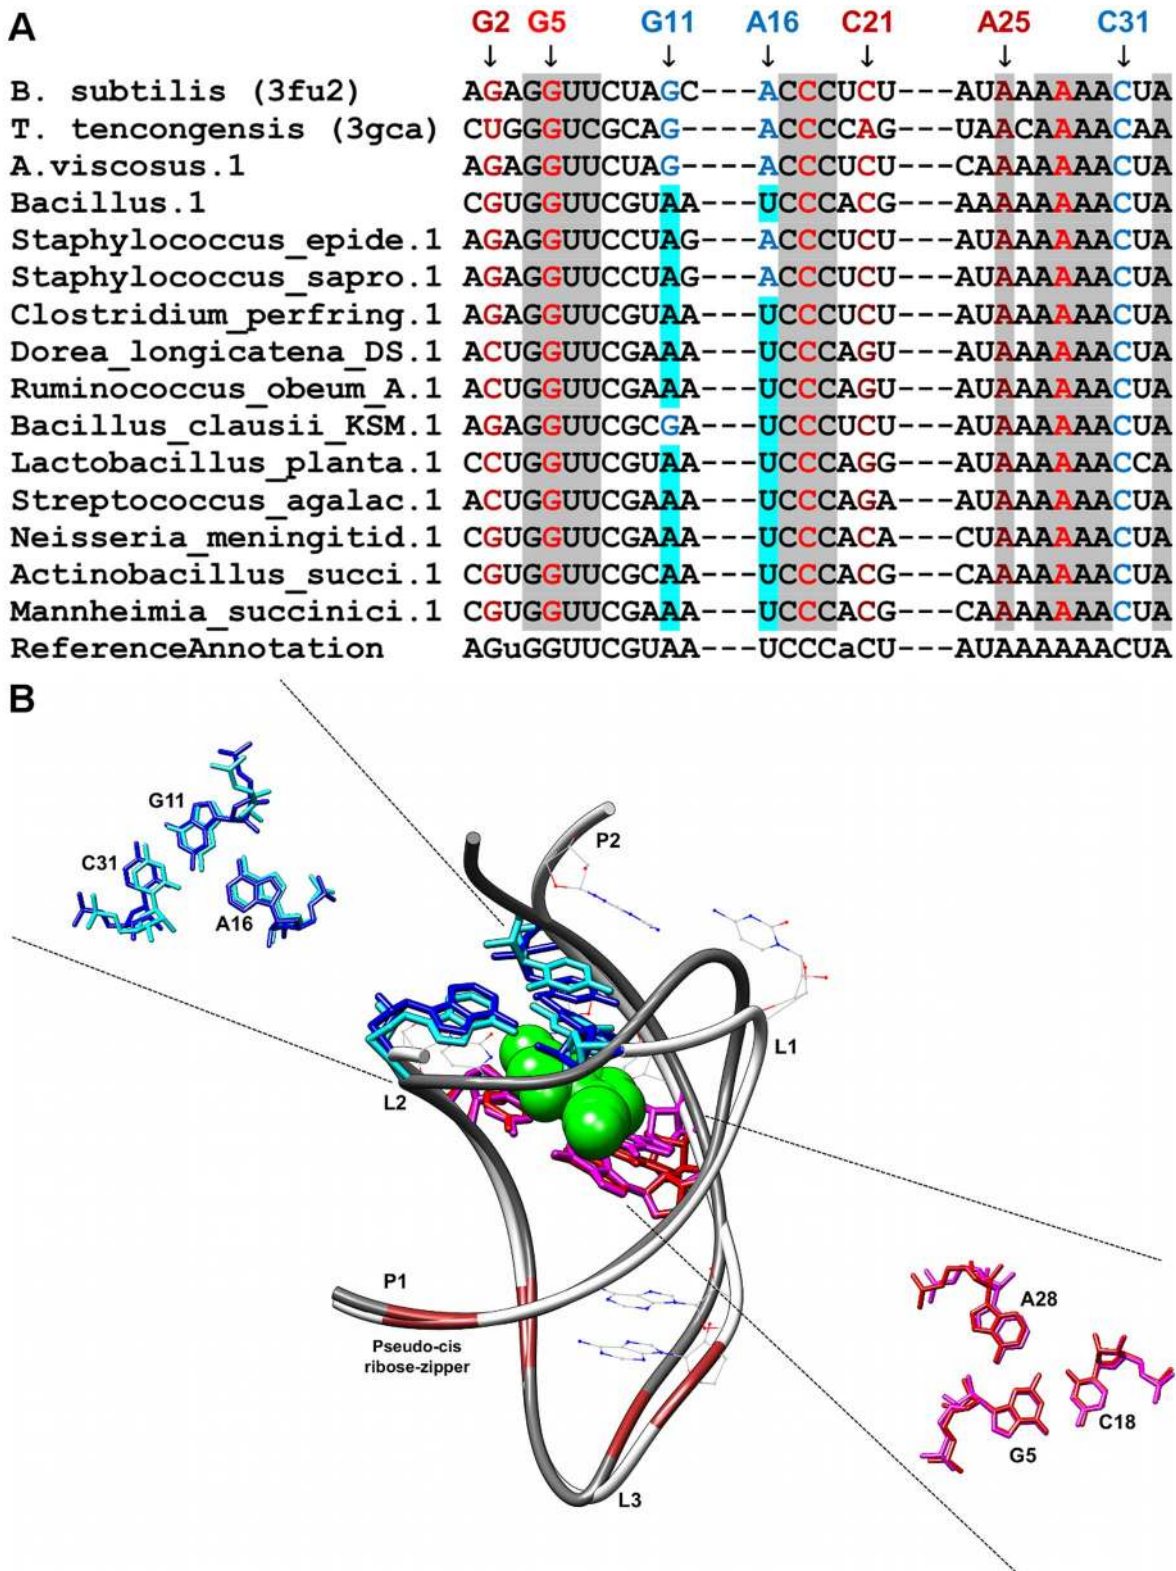 A
G2 G5 G11 A16 C21 A25 C31
B. subtilis (3fu2) AGAGGUUCUAGC--ACCCUCU---AUAAAAAACUA
T. tencongensis (3gca) CUGGGUCGCAG----ACCCCAG---UAACAAAACAA
A.viscosus.1 AGAGGUUCUAG----ACCCUCU---CAAAAAAACUA
Bacillus.1 CGUGGUUCGUAA---UCCCACG---AAAAAAAACUA
Staphylococcus_epide.1 AGAGGUUCCUAG---ACCCUCU---AUAAAAAACUA
Staphylococcus_sapro.1 AGAGGUUCCUAG---ACCCUCU---AUAAAAAACUA
Clostridium_perfring.1 AGAGGUUCGUAA---UCCCUCU---AUAAAAAACUA
Dorea_longicatena_DS.1 ACUGGUUCGAAA---UCCCAGU---AUAAAAAACUA
Ruminococcus_obeum_A.1 ACUGGUUCGAAA---UCCCAGU---AUAAAAAACUA
Bacillus_clausii_KSM.1 AGAGGUUCGCGA---UCCCUCU---AUAAAAAACUA
Lactobacillus_planta.1 CCUGGUUCGUAA---UCCCAGG---AUAAAAAACCA
Streptococcus_agalac.1 ACUGGUUCGAAA---UCCCAGA---AUAAAAAACUA
Neisseria_meningitid.1 CGUGGUUCGAAA---UCCCACA---CUAAAAAACUA
Actinobacillus_succi.1 CGUGGUUCGCAA---UCCCACG---CAAAAAAACUA
Mannheimia_succinici.1 CGUGGUUCGAAA---UCCCACG---CAAAAAAACUA
ReferenceAnnotation AGuGGUUCGUAA----UCCCaCU---AUAAAAAACUA
B
G11
C31
A16
P2
L1
L2
P1
Pseudo-cis
ribose-zipper
A28
C18
G5
L3